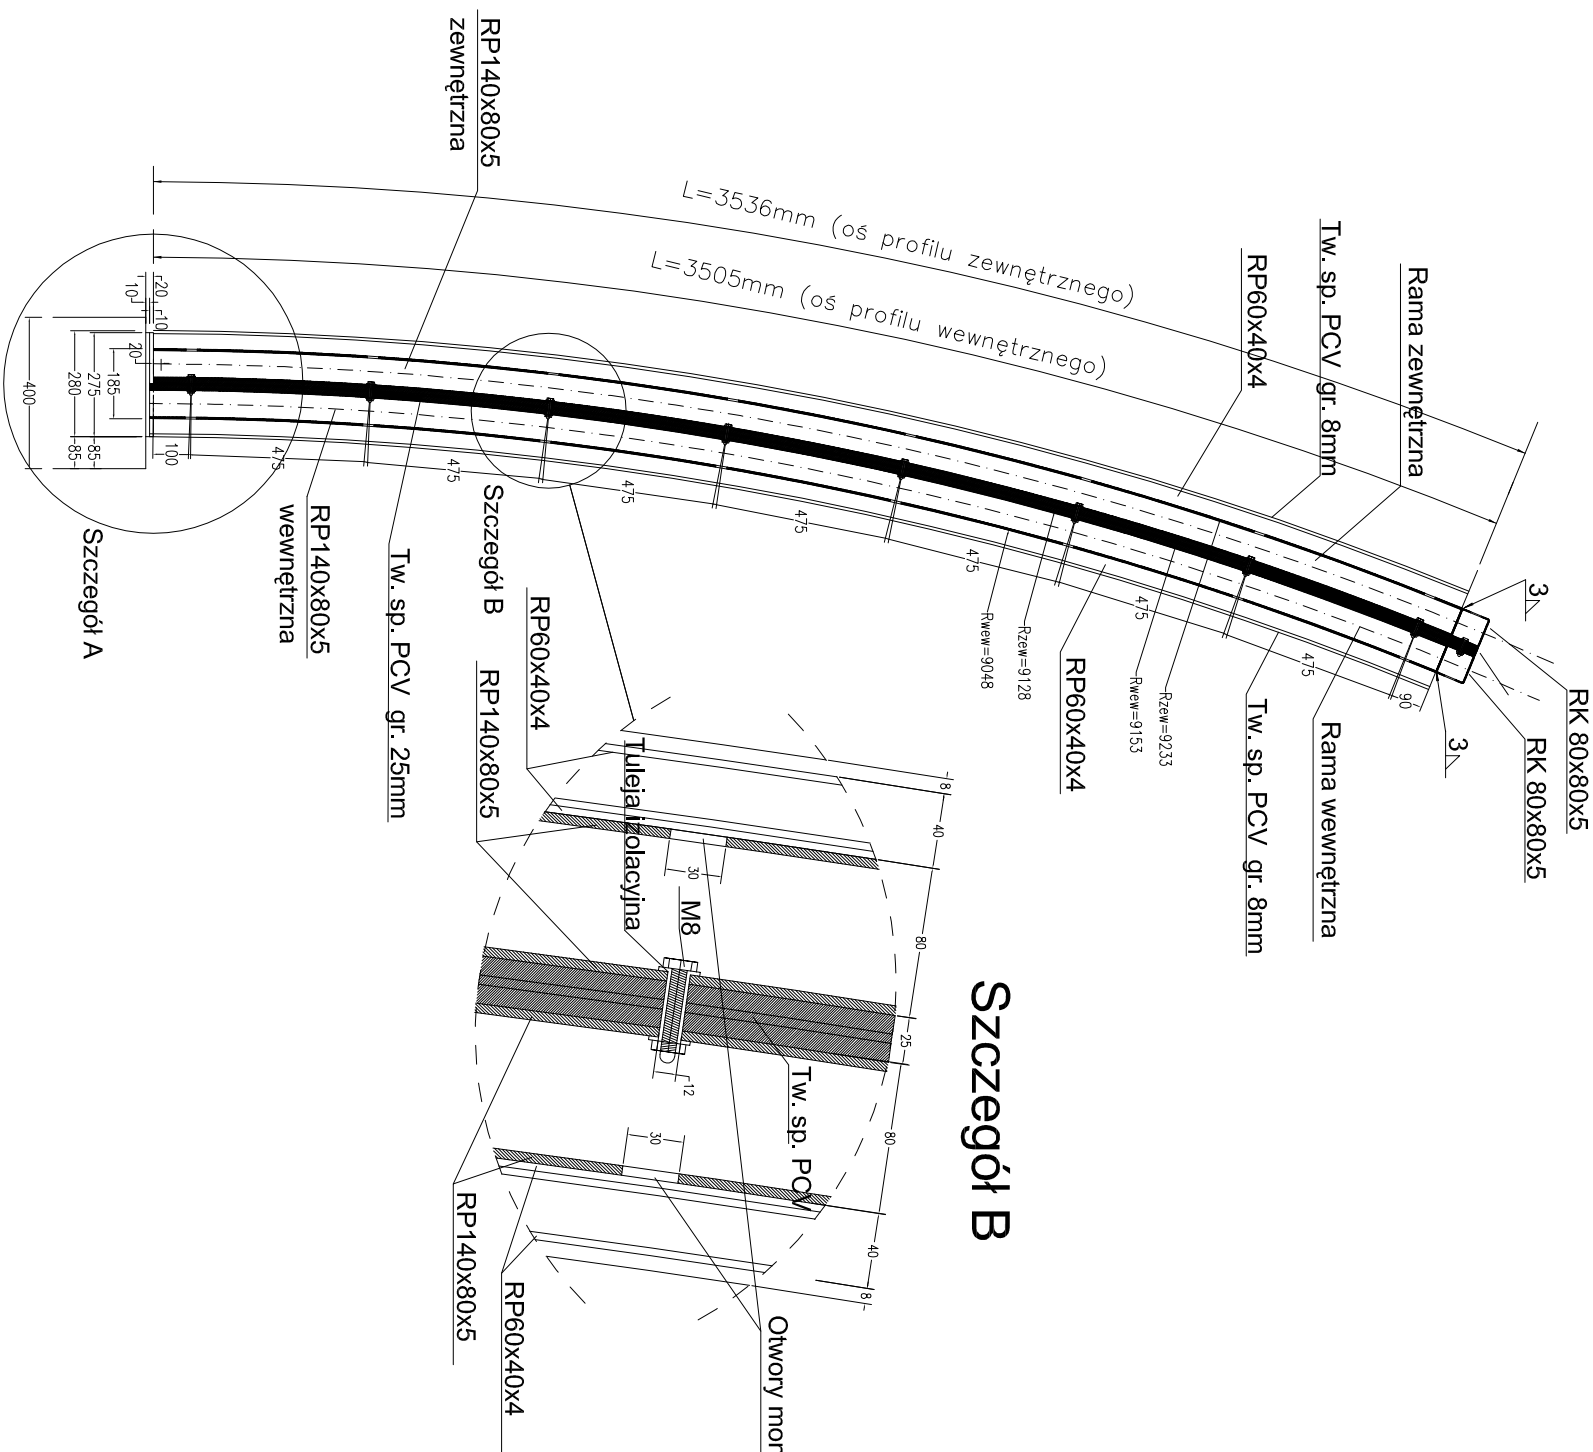 RP140x80x5
zewnętrzna
L=3536mm (oś profilu zewnętrznego)
L=3505mm (oś profilu wewnętrznego)
Tw. sp. PCV gr. 8mm
RP60x40x4
Rama zewnętrzna
3
3
RK 80x80x5
RK 80x80x5
Rama wewnętrzna
Tw. sp. PCV gr. 8mm
RP60x40x4
Rzew=9233
Rwew=9153
Rzew=9128
Rwew=9048
90
475
475
475
475
475
475
475
100
20
10
10
20
185
275
85
280
85
400
Szczegół A
RP140x80x5
wewnętrzna
Tw. sp. PCV gr. 25mm
Szczegół B
Szczegół B
RP60x40x4
RP140x80x5
Tuleja izolacyjna
M8
30
12
30
8
40
80
25
80
40
8
Tw. sp. PCV
RP140x80x5
RP60x40x4
Otwory